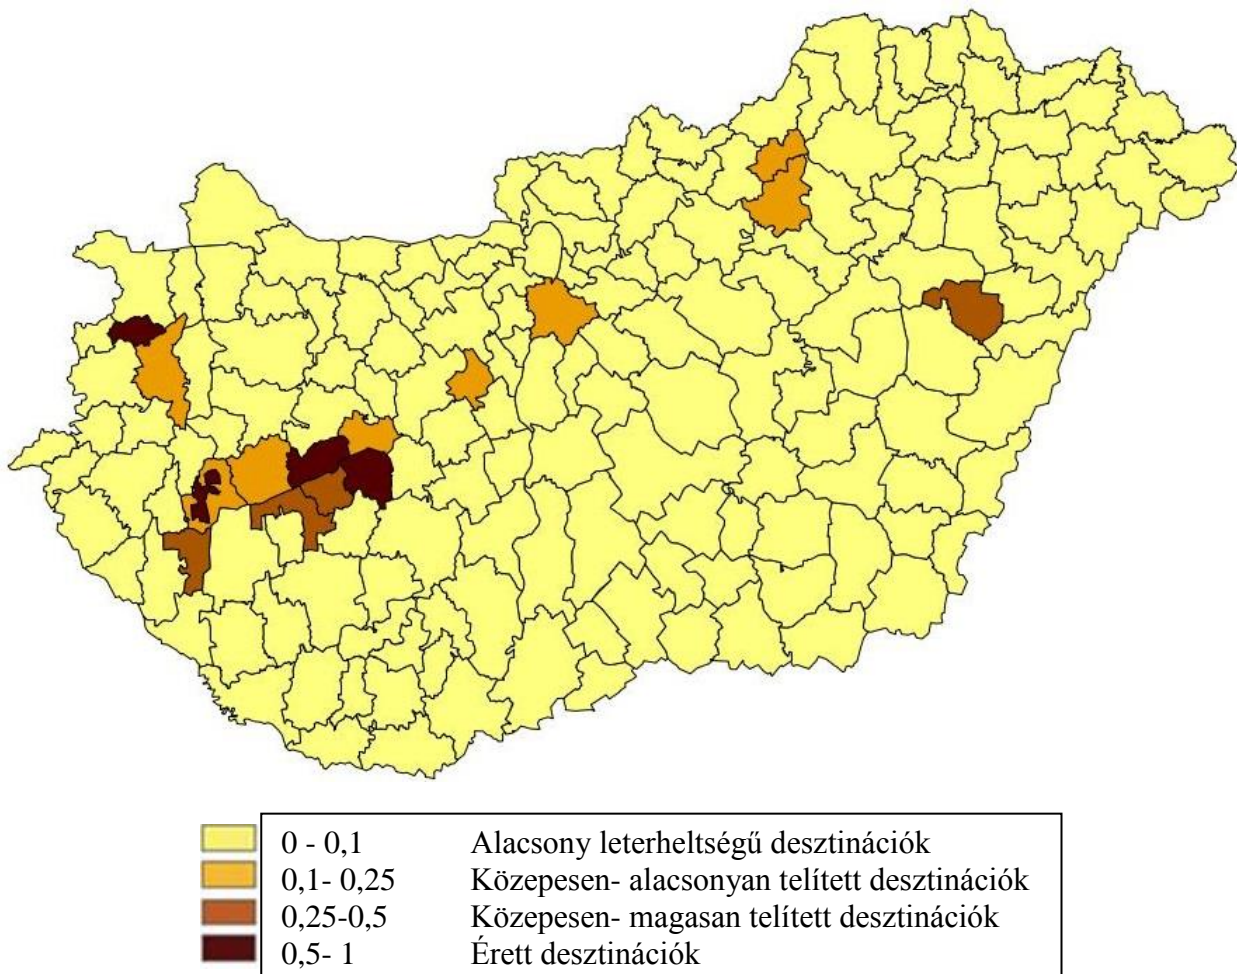 0 - 0,1 Alacsony leterheltségű desztinációk
0,1- 0,25 Közepesen- alacsonyan telített desztinációk
0,25-0,5 Közepesen- magasan telített desztinációk
0,5- 1 Érett desztinációk